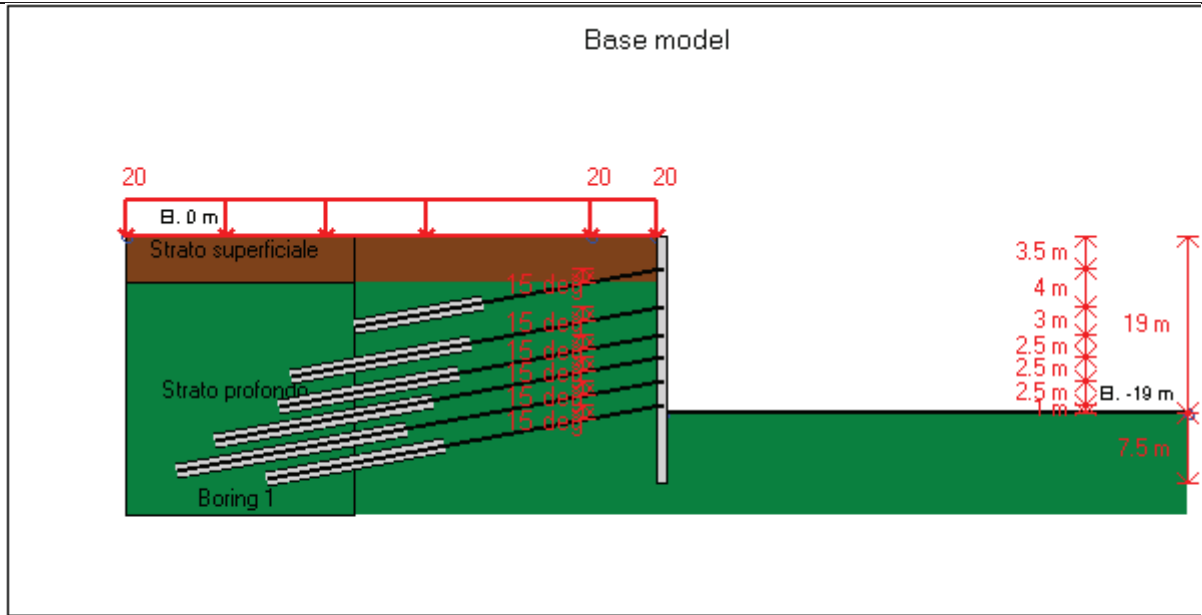 Base model
20
20
20
El. 0 m
Strato superficiale
3.5 m
15 deg
4 m
15 deg
3 m
19 m
15 deg
2.5 m
15 deg
2.5 m
Strato profondo
15 deg
2.5 m
El. -19 m
1 m
15 deg
7.5 m
Boring 1